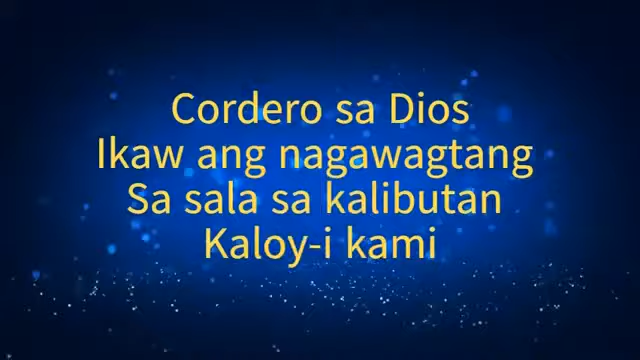 Cordero sa Dios
Ikaw ang nagawagtang
Sa sala sa kalibutan
Kaloy-i kami